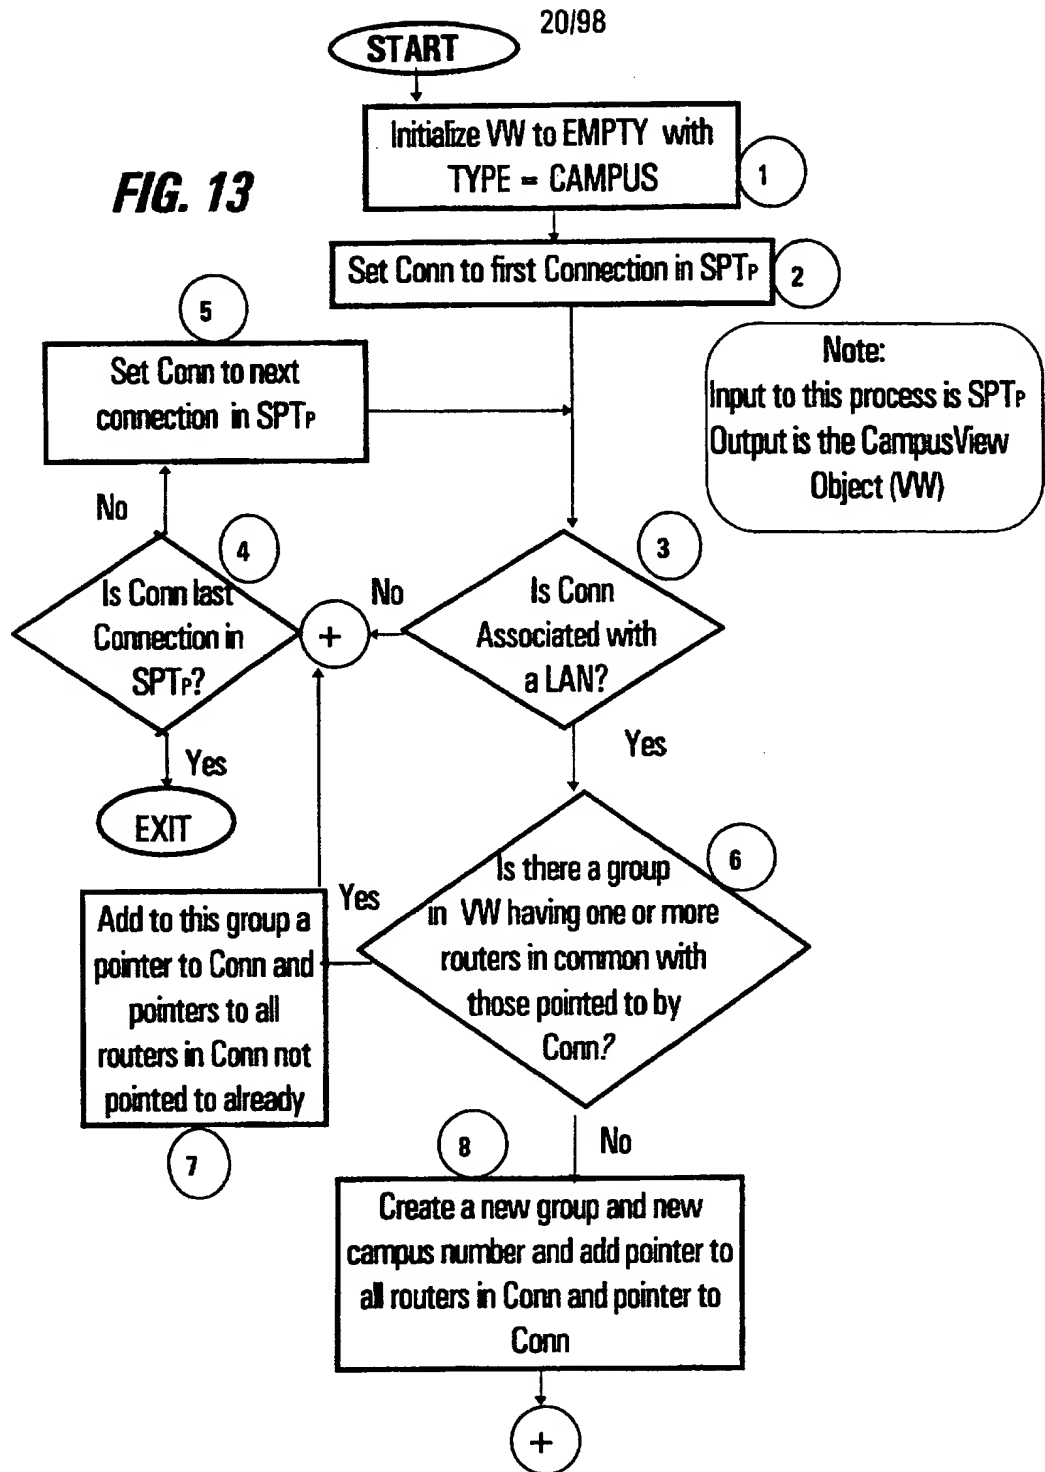 20/98
START
FIG. 13
Initialize VW to EMPTY with
TYPE = CAMPUS
1
Set Conn to first Connection in SPTP
2
5
Set Conn to next
connection in SPTP
Note:
Input to this process is SPTP
Output is the CampusView
Object (VW)
No
4
Is Conn last
Connection in
SPTP?
+
No
3
Is Conn
Associated with
a LAN?
Yes
Yes
EXIT
6
Is there a group
in VW having one or more
routers in common with
those pointed to by
Conn?
Yes
Add to this group a
pointer to Conn and
pointers to all
routers in Conn not
pointed to already
7
No
8
Create a new group and new
campus number and add pointer to
all routers in Conn and pointer to
Conn
+